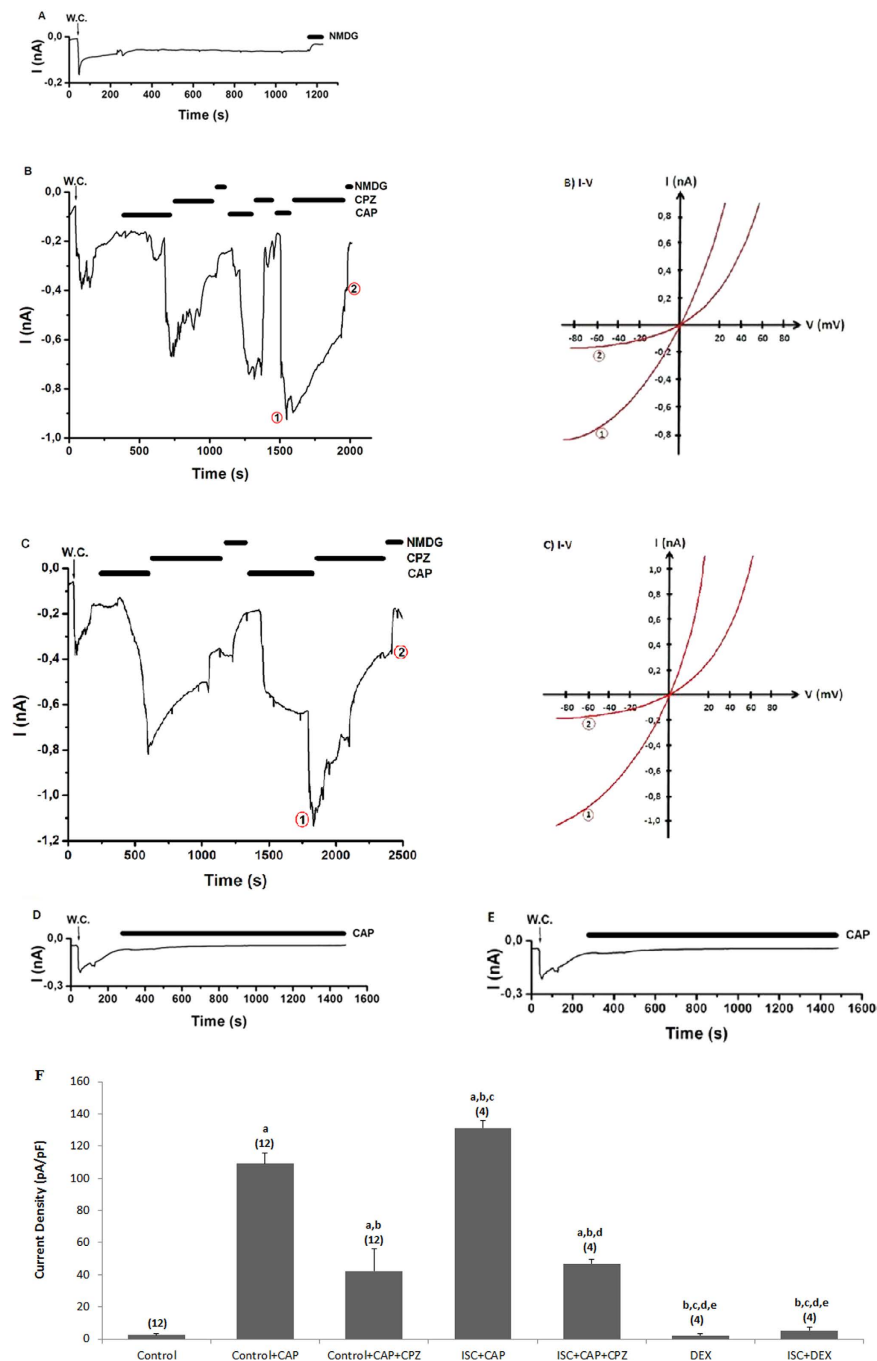 A
W.C.
0,0
-0,2
I (nA)
NMDG
0 200 400 600 800 1000 1200
Time (s)
B
W.C.
NMDG
CPZ
CAP
0,0
-0,2
-0,4
-0,6
-0,8
-1,0
I (nA)
1
2
0 500 1000 1500 2000
Time (s)
B) I-V
I (nA)
0,8
0,6
0,4
0,2
V (mV)
-80 -60 -40 -20 20 40 60 80
-0,2
-0,4
-0,6
-0,8
2
1
C
W.C.
NMDG
CPZ
CAP
0,0
-0,2
-0,4
-0,6
-0,8
-1,0
-1,2
I (nA)
1
2
0 500 1000 1500 2000 2500
Time (s)
C) I-V
I (nA)
1,0
0,8
0,6
0,4
0,2
V (mV)
-80 -60 -40 -20 20 40 60 80
-0,2
-0,4
-0,6
-0,8
-1,0
2
1
D
W.C.
CAP
0,0
-0,3
I (nA)
0 200 400 600 800 1000 1200 1400 1600
Time (s)
E
W.C.
CAP
0,0
-0,3
I (nA)
0 200 400 600 800 1000 1200 1400 1600
Time (s)
F
Current Density (pA/pF)
160
140
120
100
80
60
40
20
0
(12)
a
(12)
a,b
(12)
a,b,c
(4)
a,b,d
(4)
b,c,d,e
(4)
b,c,d,e
(4)
Control Control+CAP Control+CAP+CPZ ISC+CAP ISC+CAP+CPZ DEX ISC+DEX